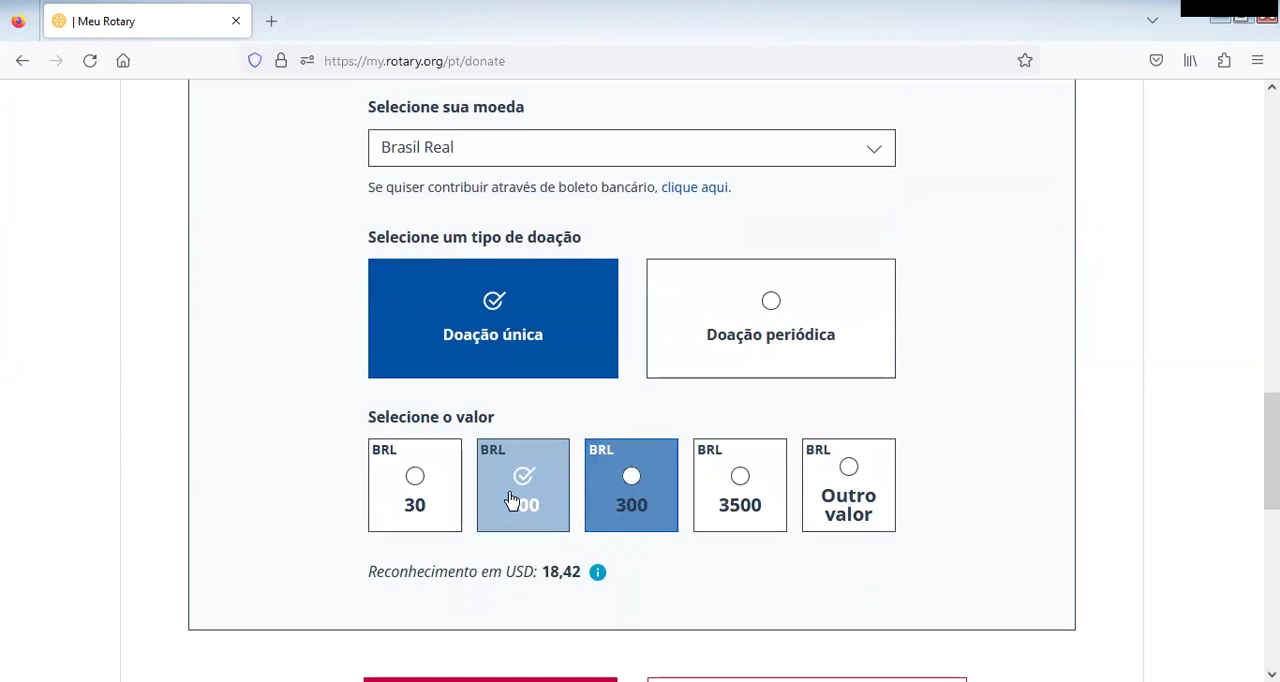 | Meu Rotary
https://my.rotary.org/pt/donate
Selecione sua moeda
Brasil Real
Se quiser contribuir através de boleto bancário, clique aqui.
Selecione um tipo de doação
Doação única
Doação periódica
Selecione o valor
BRL BRL BRL BRL BRL
30 300 3500 Outro valor
Reconhecimento em USD: 18,42